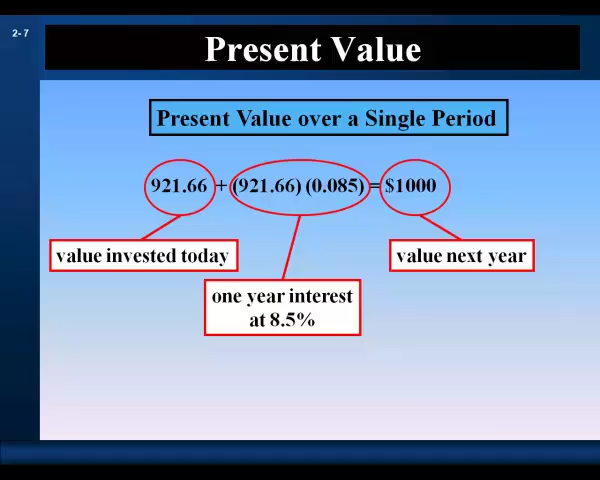 2- 7
Present Value
Present Value over a Single Period
921.66 + (921.66) (0.085) = $1000
value invested today
value next year
one year interest
at 8.5%